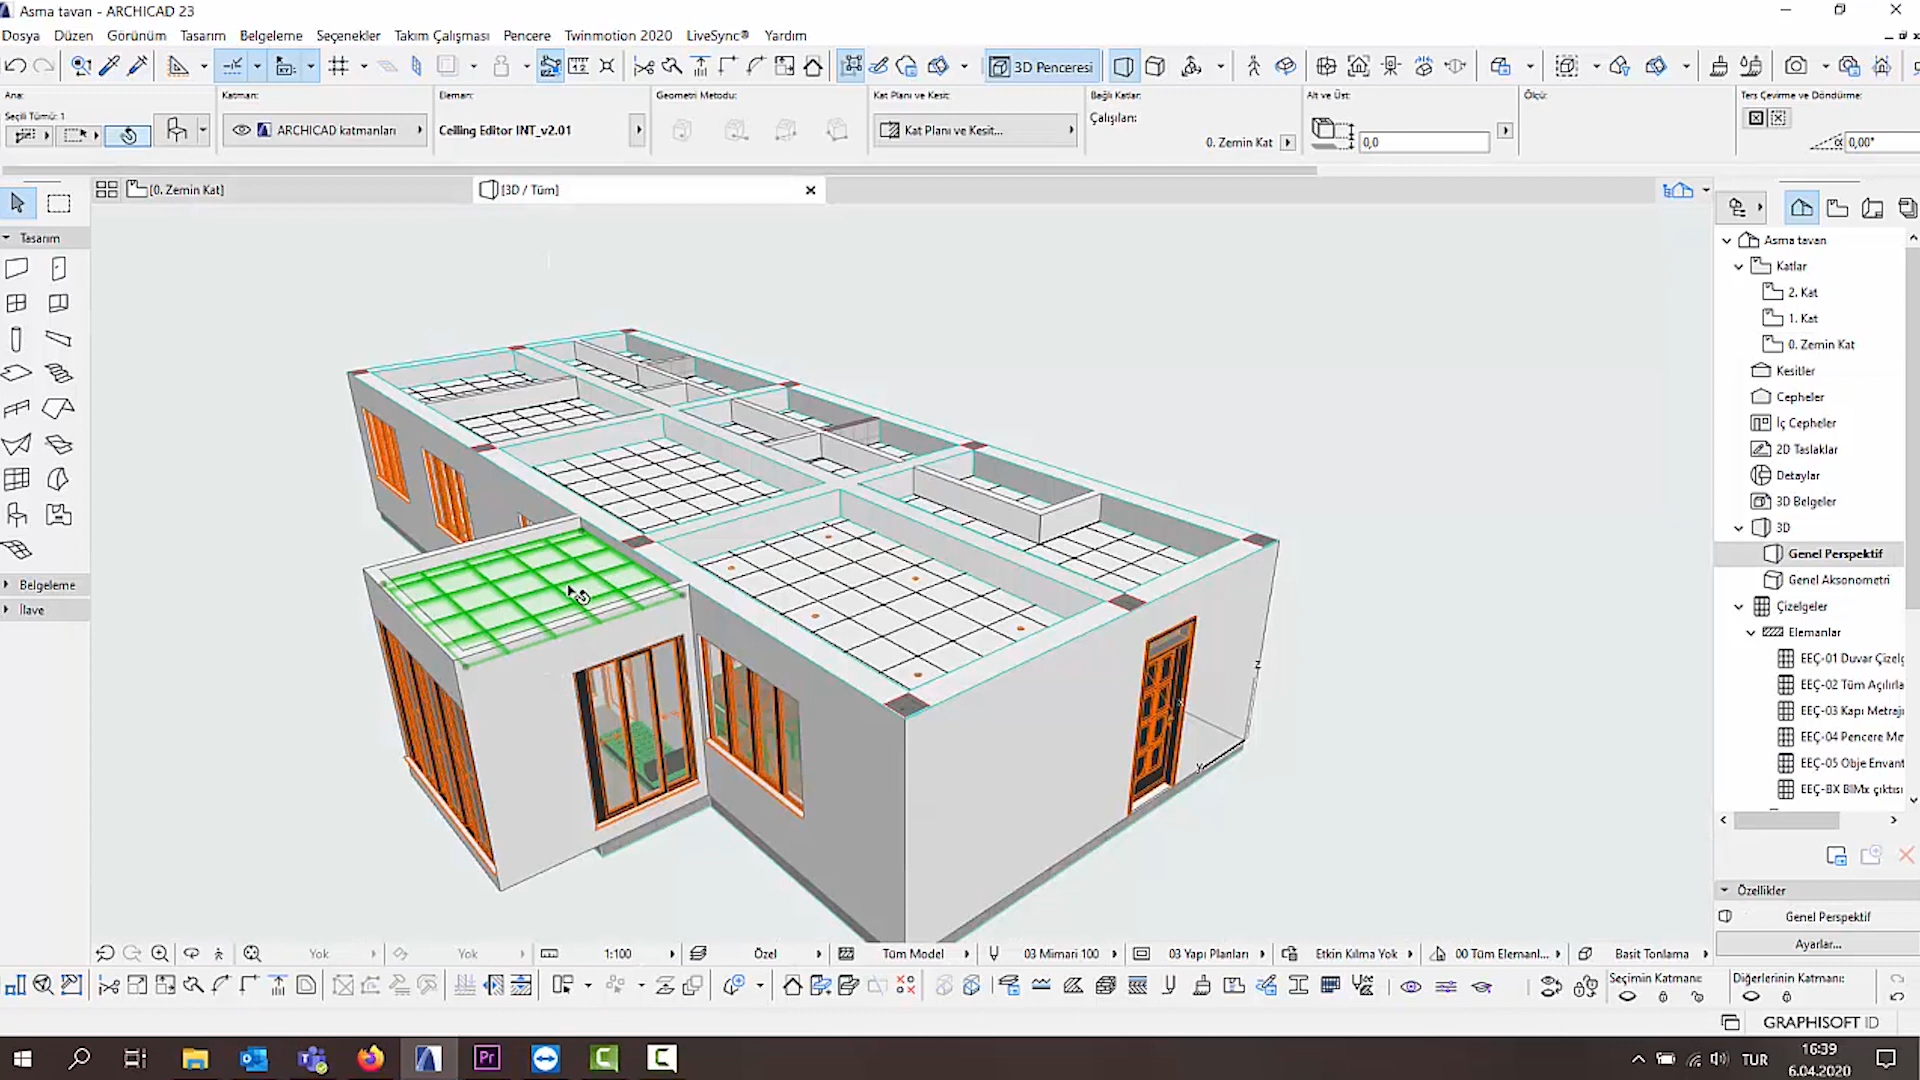 Asma tavan - ARCHICAD 23
Dosya Düzen Görünüm Tasarım Belgeleme Seçenekler Takım Çalışması Pencere Twinmotion 2020 LiveSync® Yardım
3D Penceresi
Ana:
Katman:
Eleman:
Geometri Metodu:
Kat Planı ve Kesit:
Bağlı Katlar:
Alt ve Üst:
Ölçü:
Ters Çevirme ve Döndürme:
Seçili Tümü: 1
ARCHICAD katmanları
Ceiling Editor INT_v2.01
Kat Planı ve Kesit...
Çalışılan:
0. Zemin Kat
0,0
0,00°
[0. Zemin Kat]
[3D / Tüm]
Tasarım
Belgeleme
İlave
Z
X
Y
Asma tavan
Katlar
2. Kat
1. Kat
0. Zemin Kat
Kesitler
Cepheler
İç Cepheler
2D Taslaklar
Detaylar
3D Belgeler
3D
Genel Perspektif
Genel Aksonometri
Çizelgeler
Elemanlar
EEÇ-01 Duvar Çizelg
EEÇ-02 Tüm Açılırla
EEÇ-03 Kapı Metrajı
EEÇ-04 Pencere Me
EEÇ-05 Obje Envant
EEÇ-BX BIMx çıktısı
Özellikler
Genel Perspektif
Ayarlar...
Yok
Yok
1:100
Özel
Tüm Model
03 Mimari 100
03 Yapı Planları
Etkin Kılma Yok
00 Tüm Elemanl...
Basit Tonlama
Seçimin Katmanı:
Diğerlerinin Katmanı:
GRAPHISOFT ID
Pr
TUR
16:39
6.04.2020